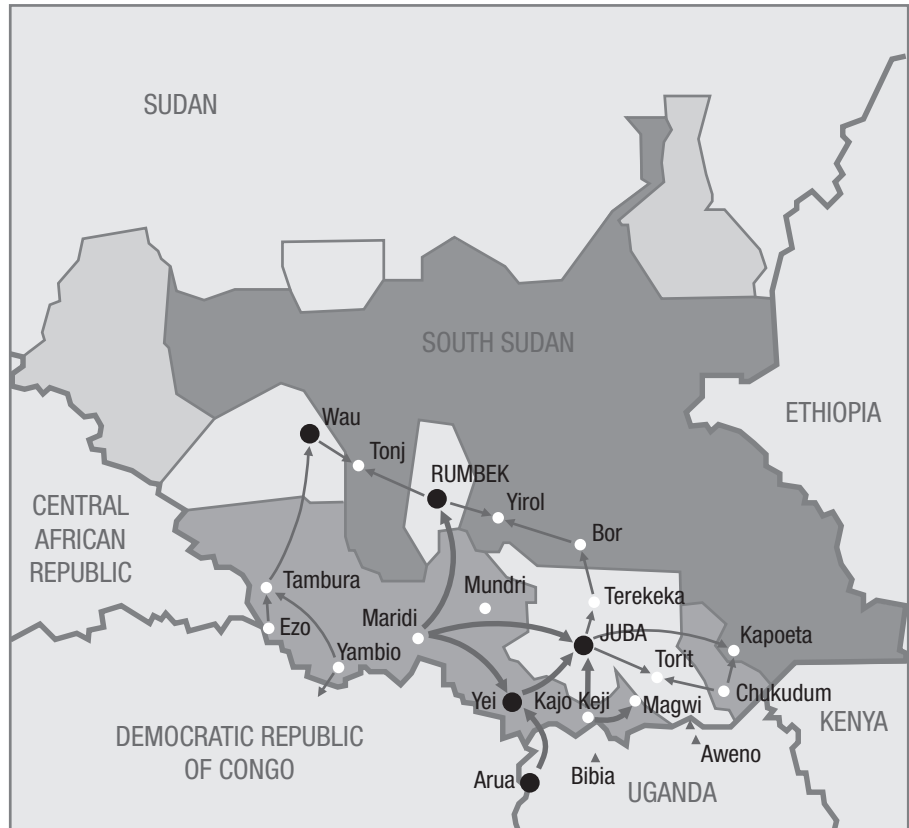 SUDAN
SOUTH SUDAN
ETHIOPIA
Wau
Tonj
RUMBEK
Yirol
CENTRAL
AFRICAN
REPUBLIC
Bor
Tambura
Mundri
Terekeka
Ezo
Maridi
JUBA
Kapoeta
Yambio
Torit
Yei
Kajo Keji
Magwi
Chukudum
KENYA
DEMOCRATIC REPUBLIC
OF CONGO
Aweno
Arua
Bibia
UGANDA